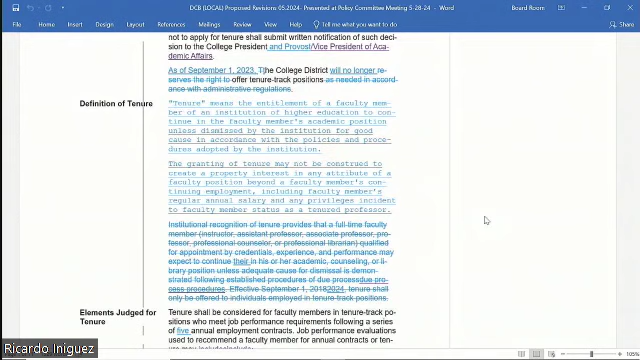 DCB (LOCAL) Proposed Revisions 05.2024 - Presented at Policy Committee Meeting 5-28-24 - Word
Board Room
File Home Insert Design Layout References Mailings Review View Tell me what you want to do Share
not to apply for tenure shall submit written notification of such deci-
sion to the College President and Provost/Vice President of Aca-
demic Affairs.
As of September 1, 2023, Tthe College District will no longer re-
serves the right to offer tenure-track positions as needed in accord-
ance with administrative regulations.
Definition of Tenure
"Tenure" means the entitlement of a faculty mem-
ber of an institution of higher education to con-
tinue in the faculty member's academic position
unless dismissed by the institution for good
cause in accordance with the policies and proce-
dures adopted by the institution.
The granting of tenure may not be construed to
create a property interest in any attribute of a
faculty position beyond a faculty member's con-
tinuing employment, including faculty member's
regular annual salary and any privileges incident
to faculty member status as a tenured professor.
Institutional recognition of tenure provides that a full-time faculty
member (instructor, assistant professor, associate professor, pro-
fessor, professional counselor, or professional librarian) qualified
for appointment by credentials, experience, and performance may
expect to continue their in his or her academic, counseling, or li-
brary position unless adequate cause for dismissal is demon-
strated following established procedures of due processdue pro-
cess procedures. Effective September 1, 20182024, tenure shall
only be offered to individuals employed in tenure-track positions.
Elements Judged for
Tenure
Tenure shall be considered for faculty members in tenure-track po-
sitions who meet job performance requirements following a series
of five annual employment contracts. Job performance evaluations
used to recommend a faculty member for annual contracts or ten-
Ricardo Iniguez
105%